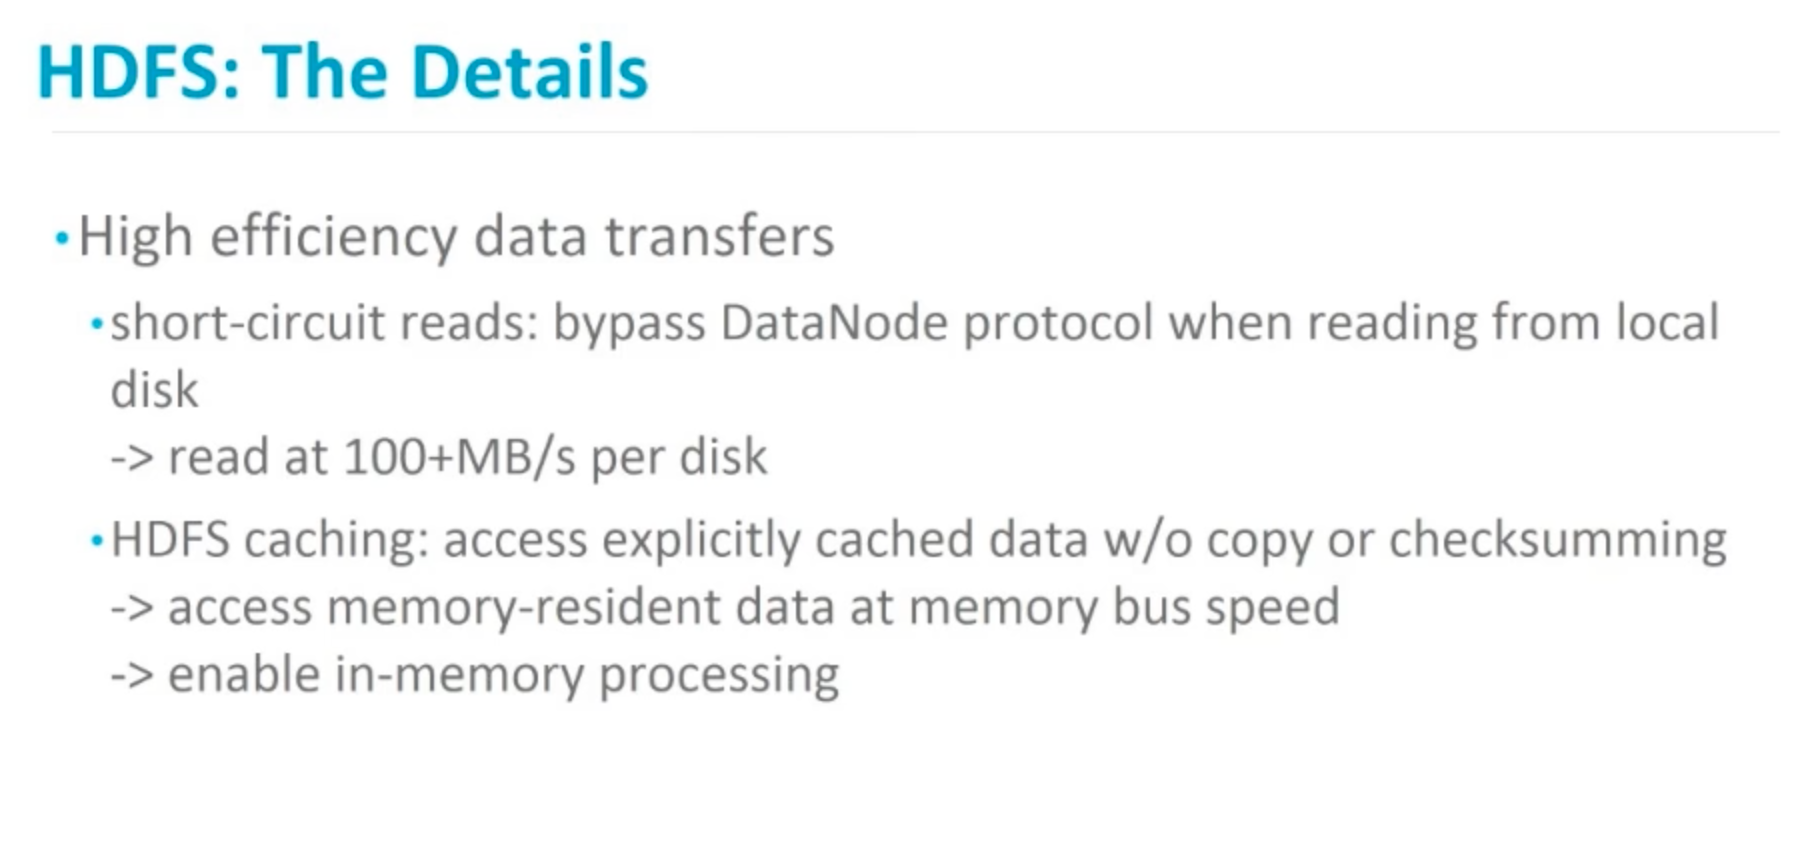 HDFS: The Details
•High efficiency data transfers
•short-circuit reads: bypass DataNode protocol when reading from local
disk
-> read at 100+MB/s per disk
•HDFS caching: access explicitly cached data w/o copy or checksumming
-> access memory-resident data at memory bus speed
-> enable in-memory processing